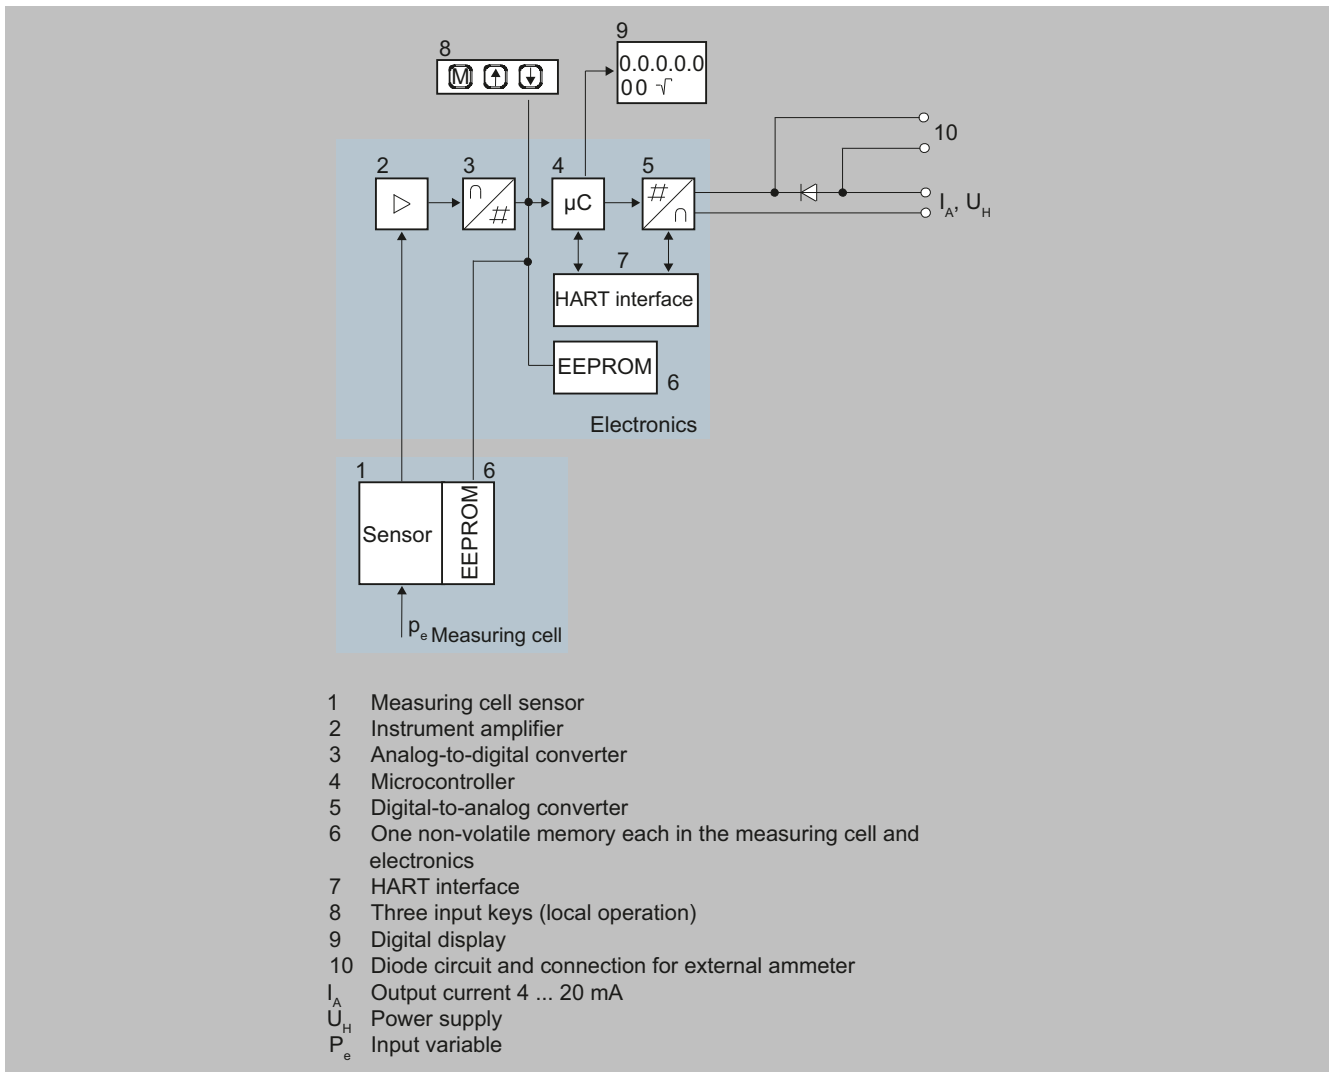 9
8
0.0.0.0.0
00 √
M
10
2
3
4
5
∩
#
µC
#
∩
I_A, U_H
7
HART interface
EEPROM
6
Electronics
1
6
Sensor
EEPROM
p_e Measuring cell
1 Measuring cell sensor
2 Instrument amplifier
3 Analog-to-digital converter
4 Microcontroller
5 Digital-to-analog converter
6 One non-volatile memory each in the measuring cell and
electronics
7 HART interface
8 Three input keys (local operation)
9 Digital display
10 Diode circuit and connection for external ammeter
I_A Output current 4 ... 20 mA
U_H Power supply
P_e Input variable